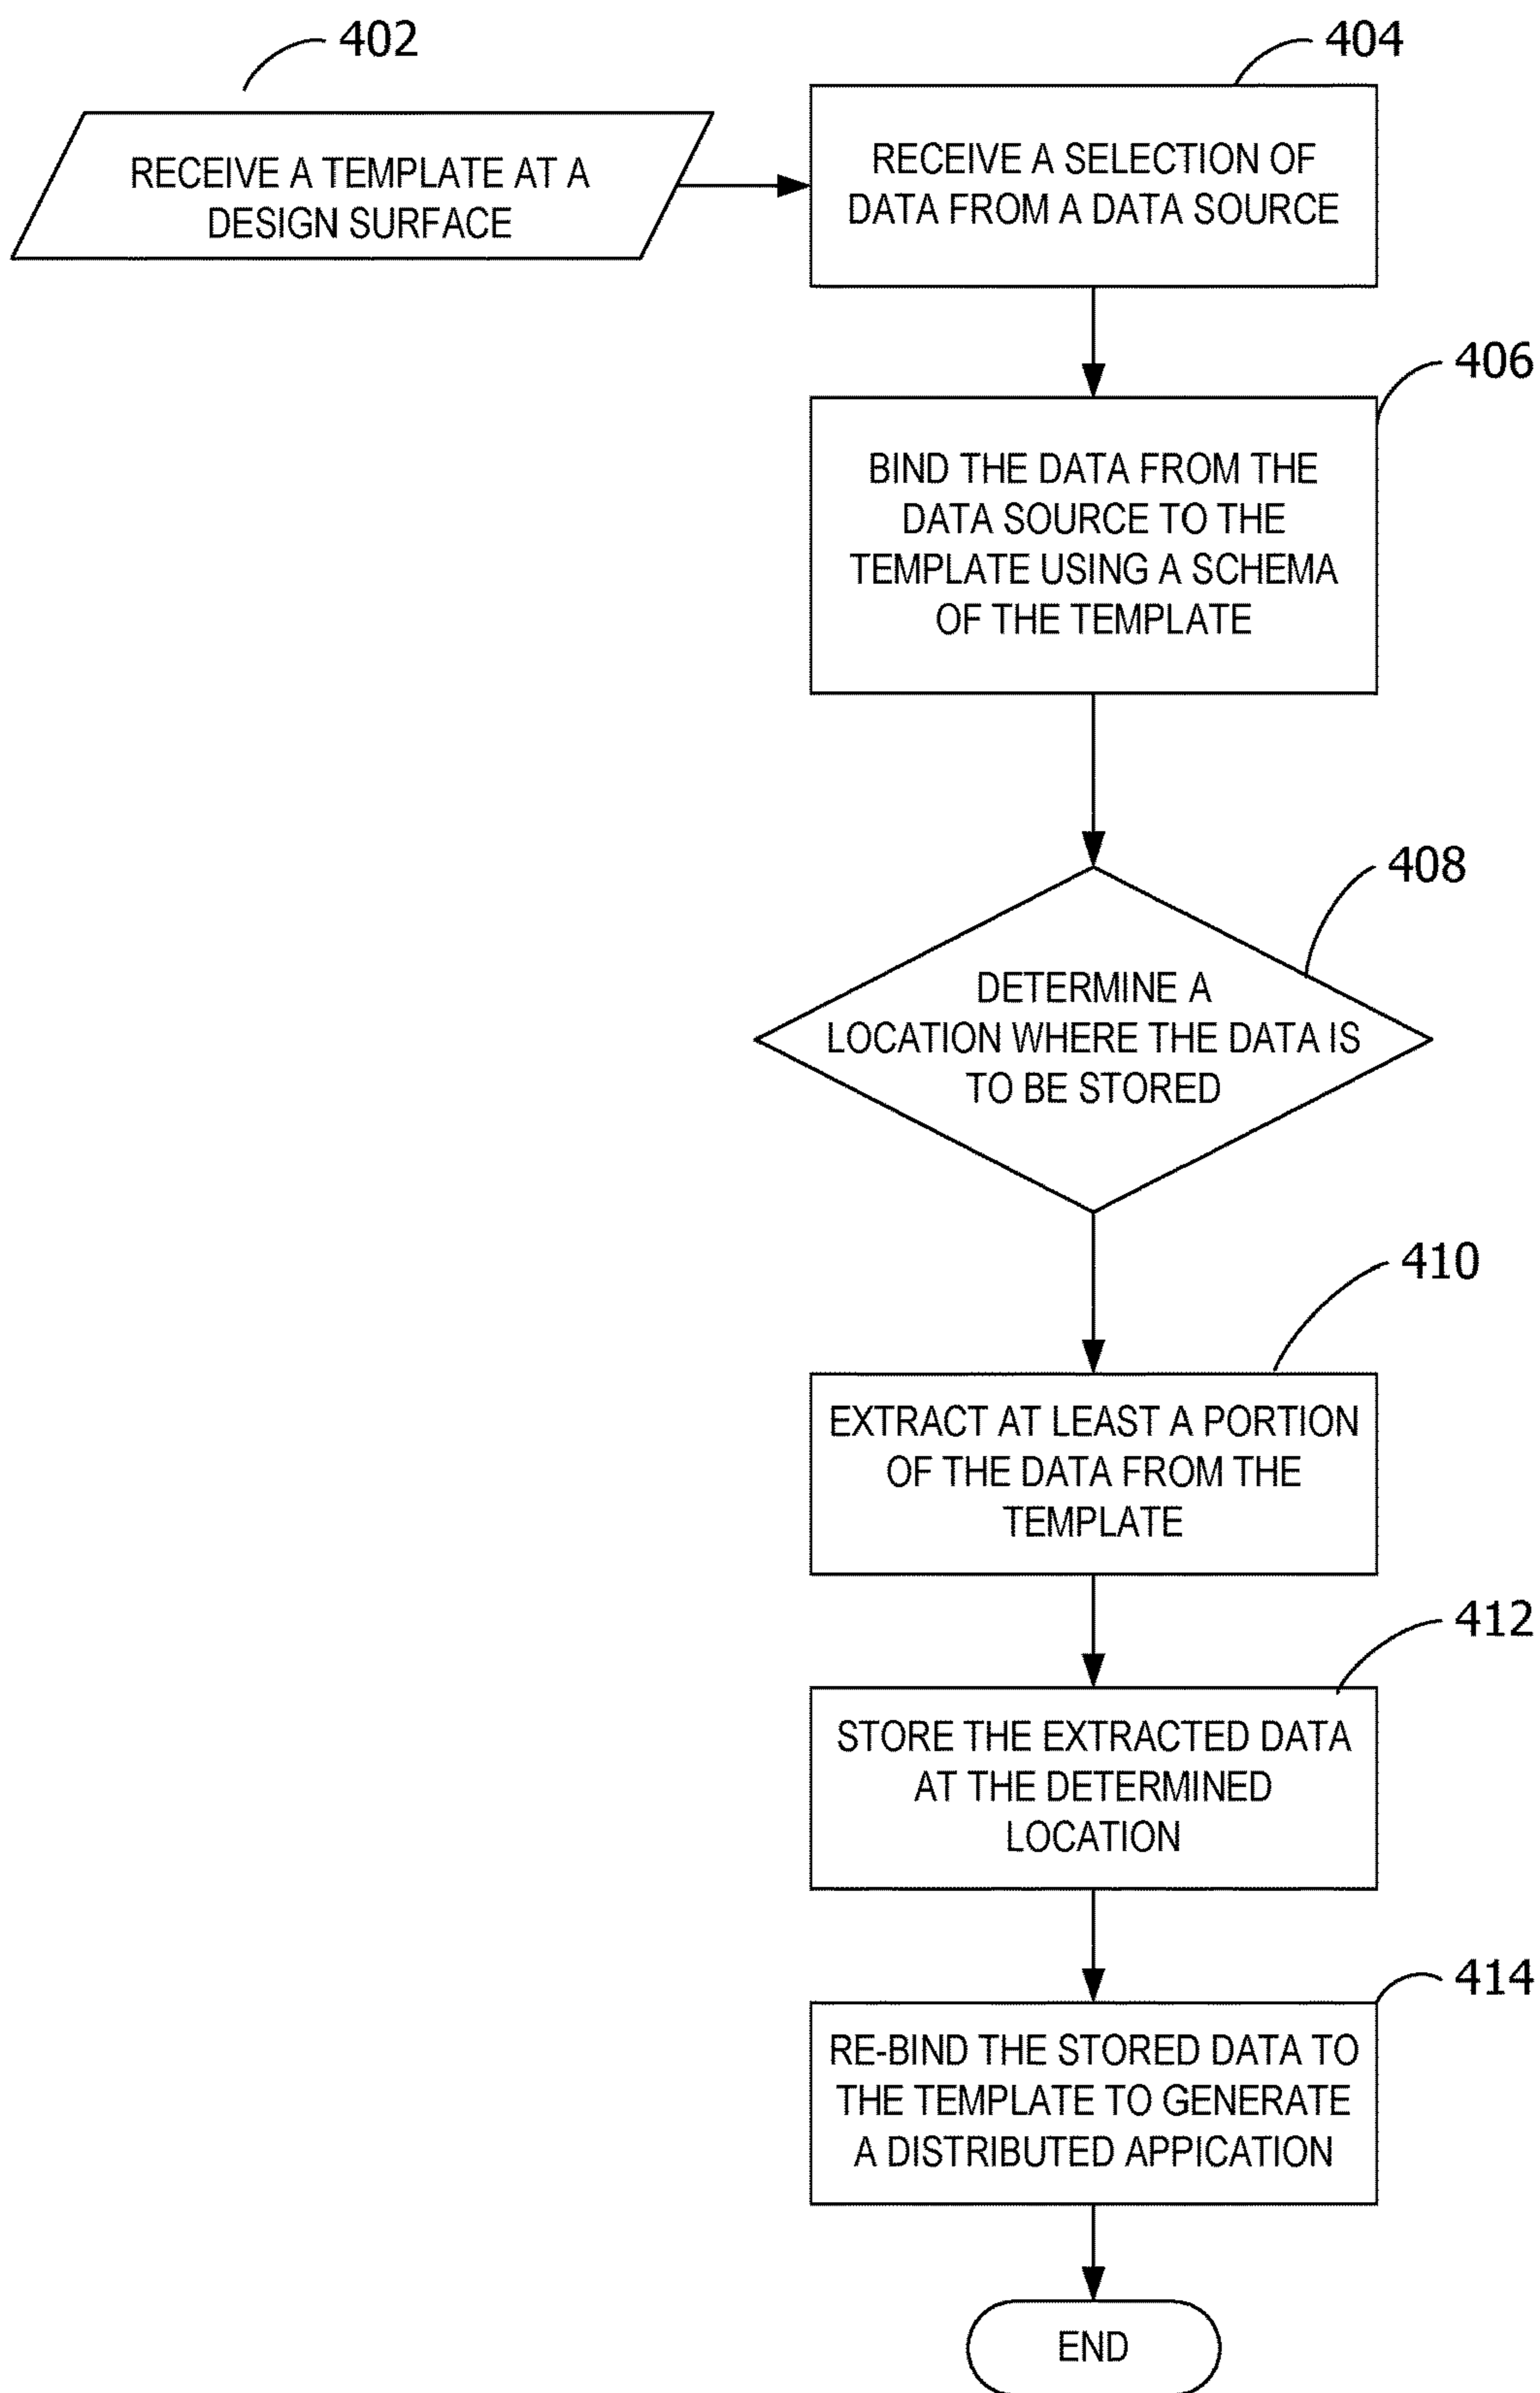 402
RECEIVE A TEMPLATE AT A
DESIGN SURFACE
404
RECEIVE A SELECTION OF
DATA FROM A DATA SOURCE
406
BIND THE DATA FROM THE
DATA SOURCE TO THE
TEMPLATE USING A SCHEMA
OF THE TEMPLATE
408
DETERMINE A
LOCATION WHERE THE DATA IS
TO BE STORED
410
EXTRACT AT LEAST A PORTION
OF THE DATA FROM THE
TEMPLATE
412
STORE THE EXTRACTED DATA
AT THE DETERMINED
LOCATION
414
RE-BIND THE STORED DATA TO
THE TEMPLATE TO GENERATE
A DISTRIBUTED APPICATION
END